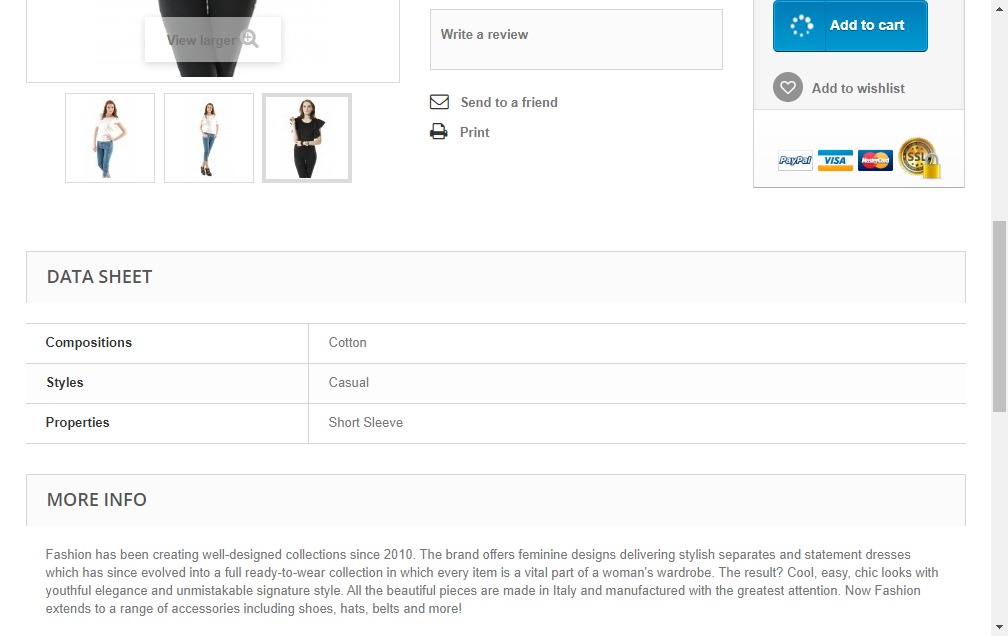 View larger
Write a review
Send to a friend
Print
Add to cart
Add to wishlist
PayPal VISA MasterCard SSL
DATA SHEET
Compositions Cotton
Styles Casual
Properties Short Sleeve
MORE INFO
Fashion has been creating well-designed collections since 2010. The brand offers feminine designs delivering stylish separates and statement dresses
which has since evolved into a full ready-to-wear collection in which every item is a vital part of a woman's wardrobe. The result? Cool, easy, chic looks with
youthful elegance and unmistakable signature style. All the beautiful pieces are made in Italy and manufactured with the greatest attention. Now Fashion
extends to a range of accessories including shoes, hats, belts and more!